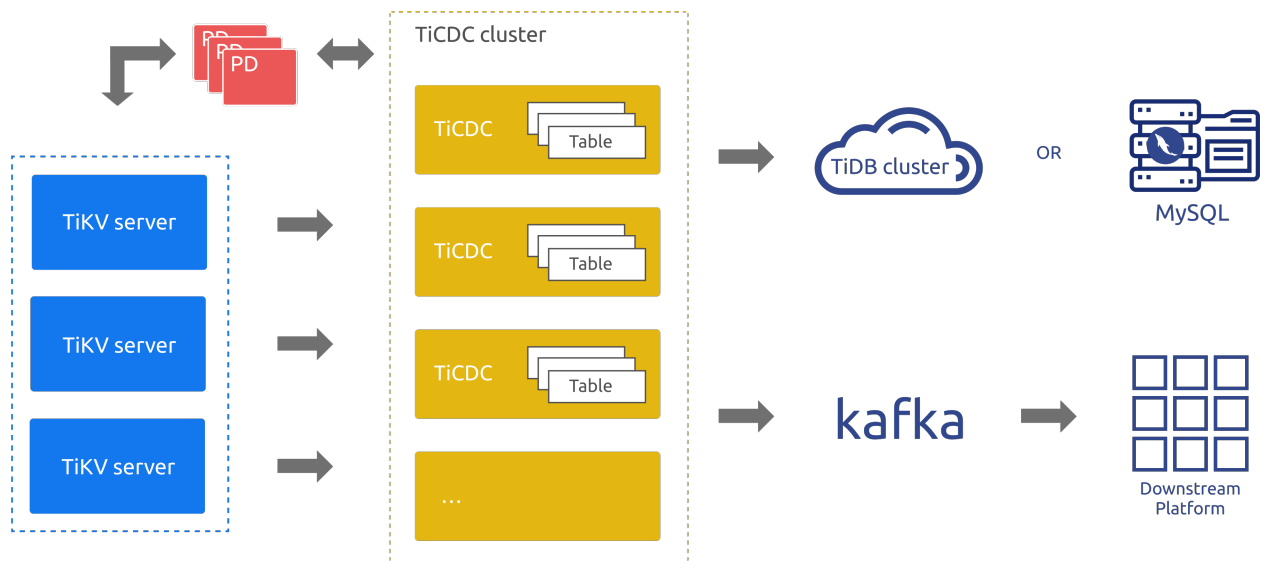 PD
PD
PD
TiCDC cluster
TiKV server
TiKV server
TiKV server
TiCDC
Table
TiCDC
Table
TiCDC
Table
...
TiDB cluster
OR
MySQL
kafka
Downstream
Platform